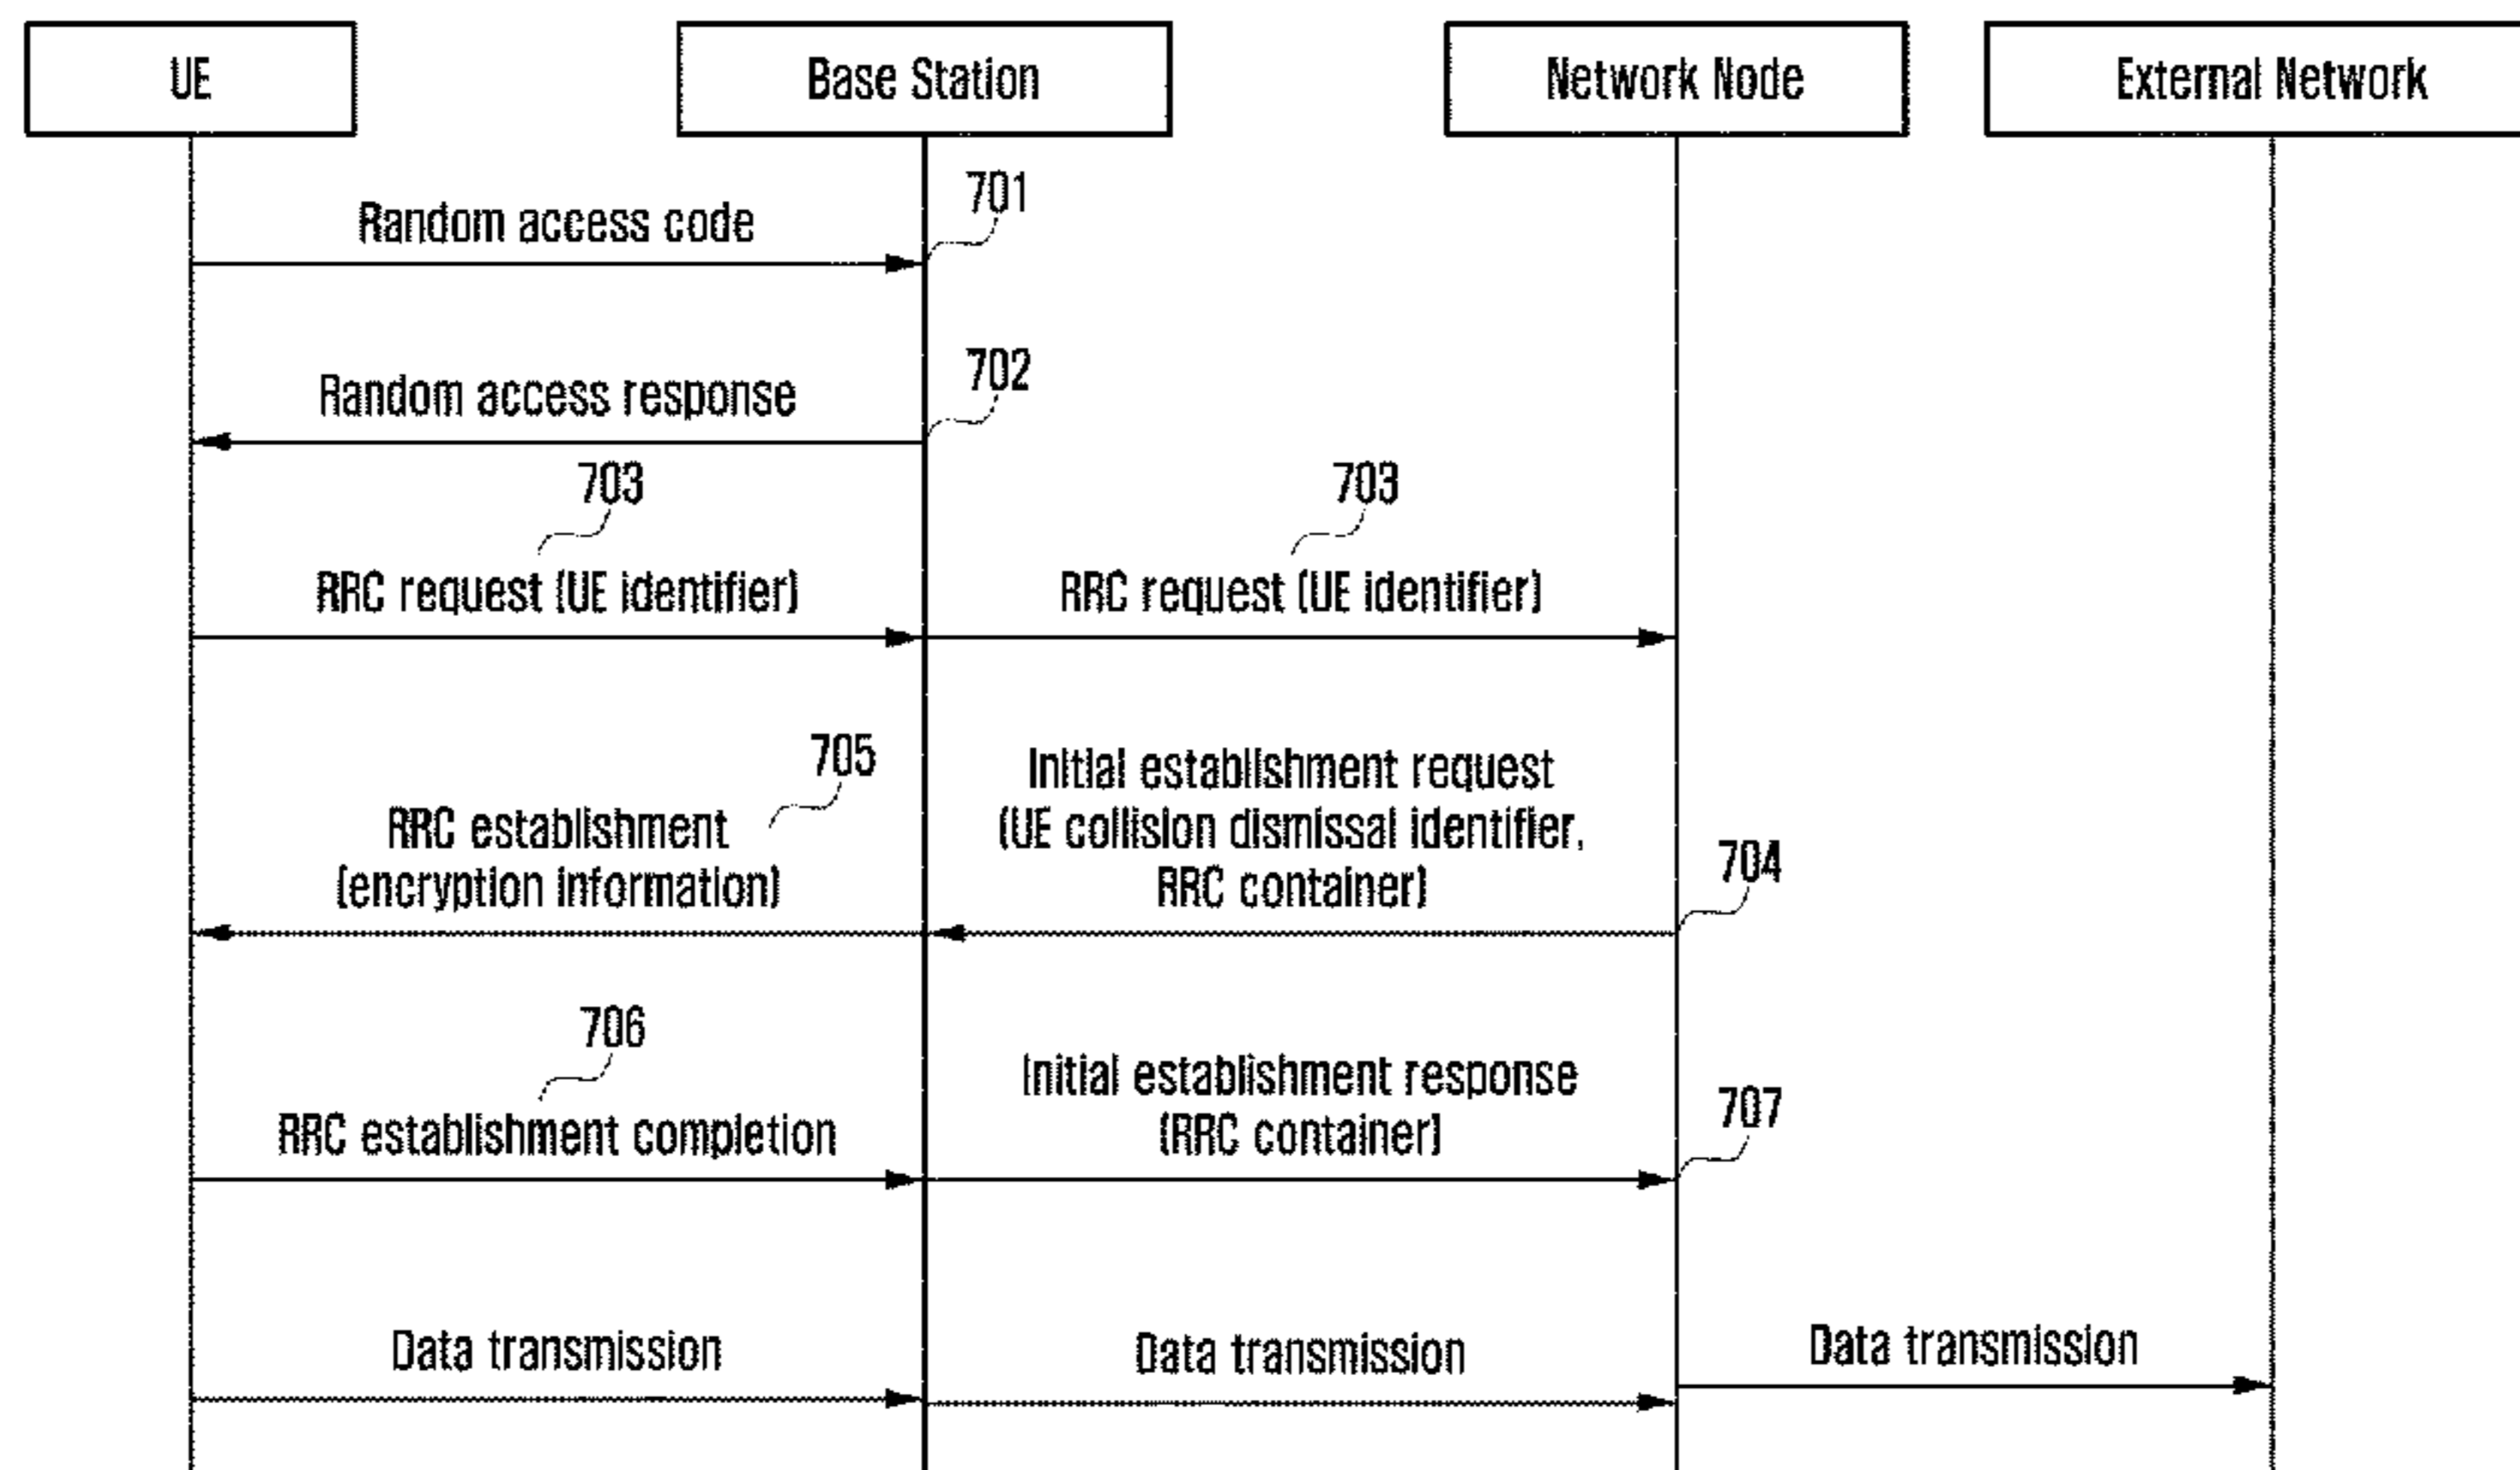 UE
Base Station
Network Node
External Network
701
Random access code
702
Random access response
703
703
RRC request (UE identifier)
RRC request (UE identifier)
705
RRC establishment
(encryption information)
Initial establishment request
(UE collision dismissal identifier,
RRC container)
704
706
RRC establishment completion
Initial establishment response
(RRC container)
707
Data transmission
Data transmission
Data transmission